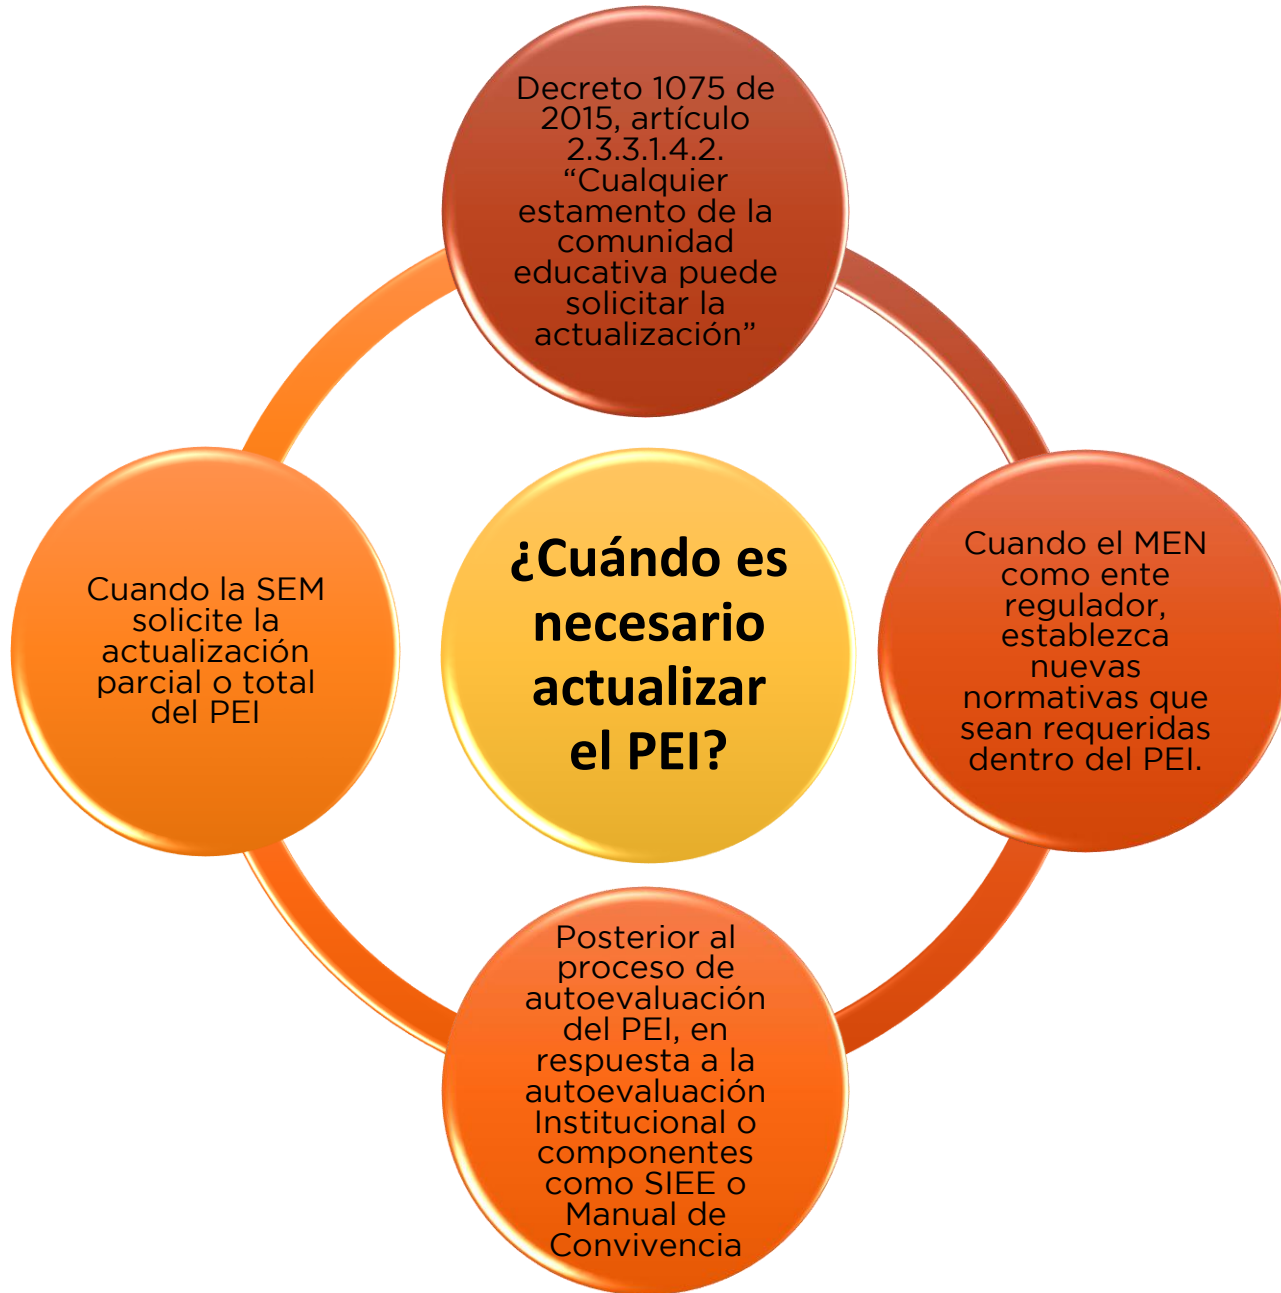 Decreto 1075 de
2015, artículo
2.3.3.1.4.2.
“Cualquier
estamento de la
comunidad
educativa puede
solicitar la
actualización”
¿Cuándo es
necesario
actualizar
el PEI?
Cuando el MEN
como ente
regulador,
establezca
nuevas
normativas que
sean requeridas
dentro del PEI.
Posterior al
proceso de
autoevaluación
del PEI, en
respuesta a la
autoevaluación
Institucional o
componentes
como SIEE o
Manual de
Convivencia
Cuando la SEM
solicite la
actualización
parcial o total
del PEI